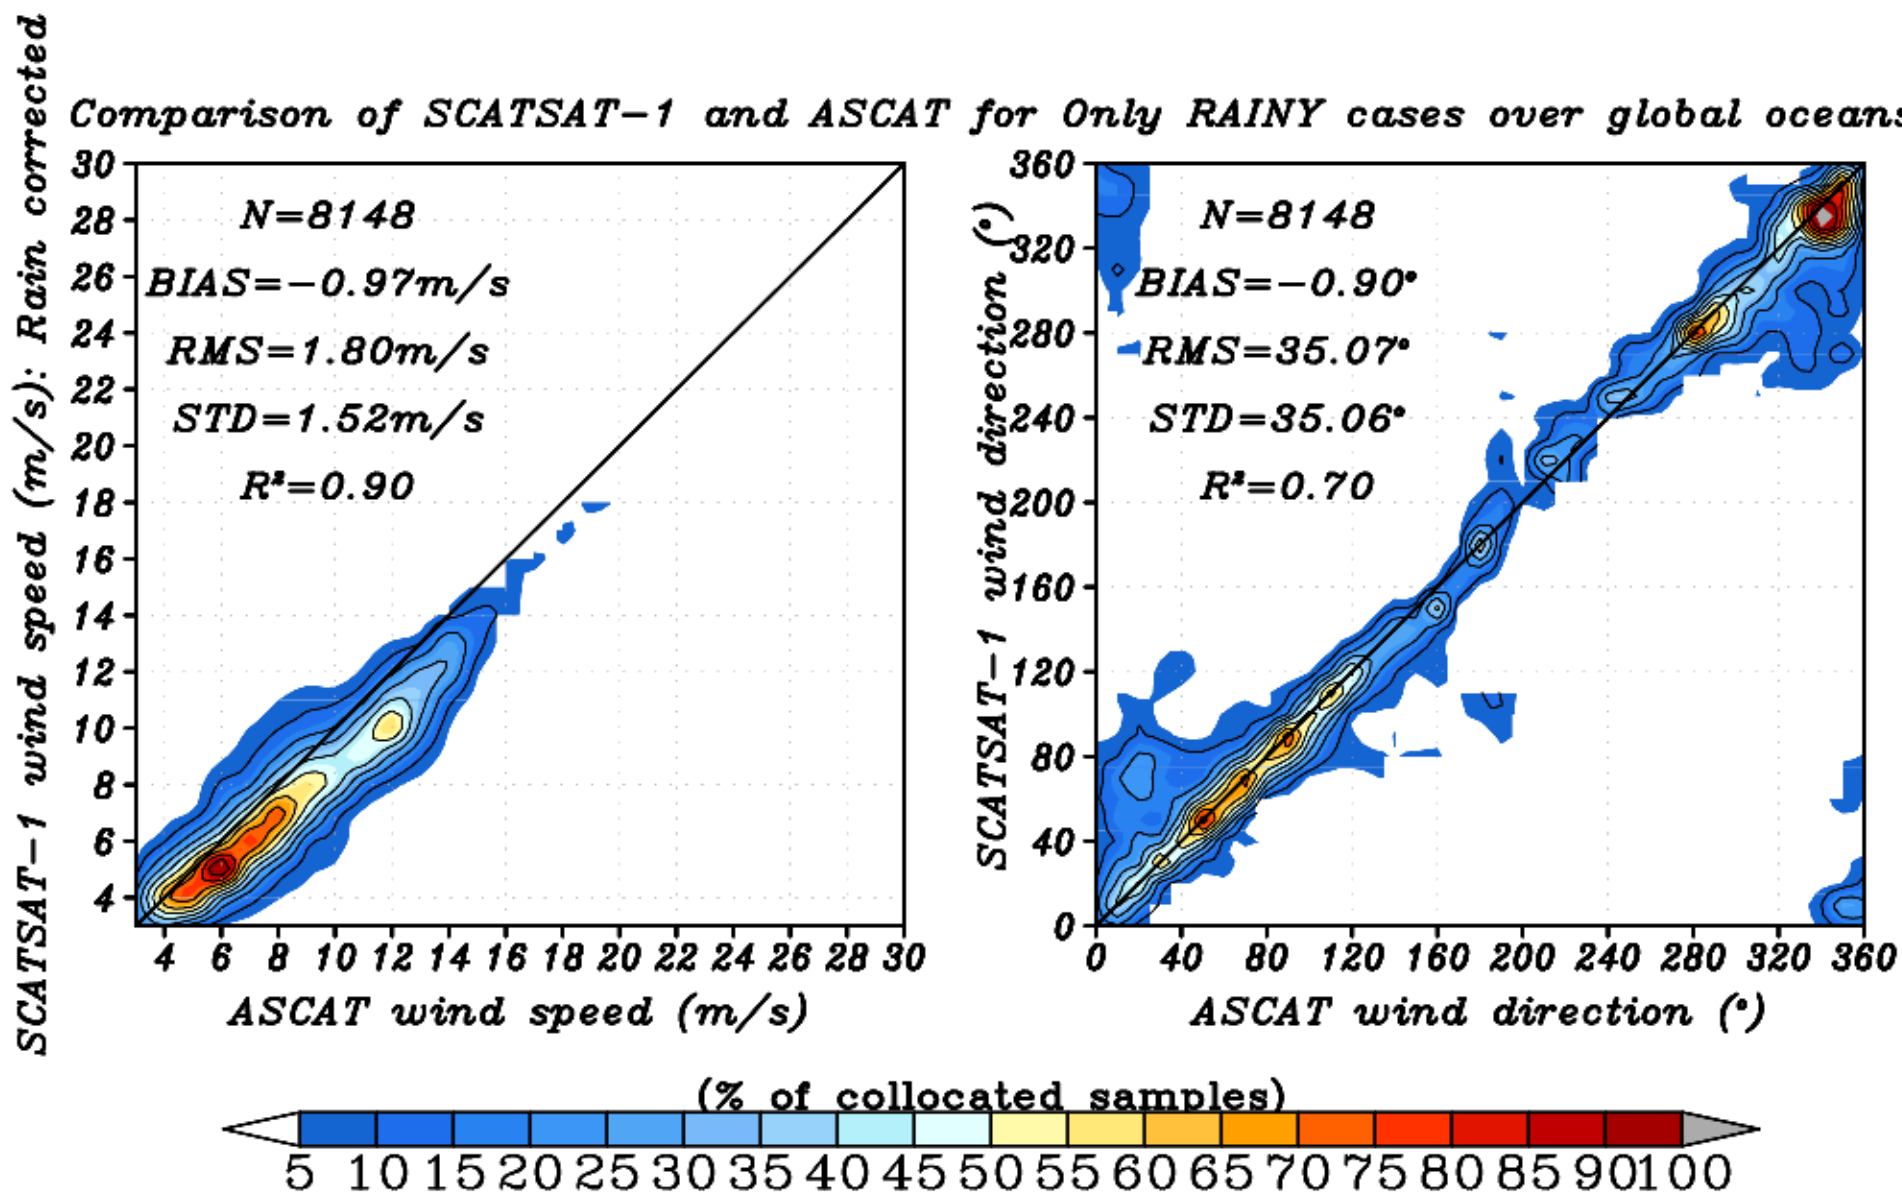 Comparison of SCATSAT-1 and ASCAT for Only RAINY cases over global oceans
SCATSAT-1 wind speed (m/s): Rain corrected
30
28
26
24
22
20
18
16
14
12
10
8
6
4
N=8148
BIAS=-0.97m/s
RMS=1.80m/s
STD=1.52m/s
R²=0.90
4 6 8 10 12 14 16 18 20 22 24 26 28 30
ASCAT wind speed (m/s)
SCATSAT-1 wind direction (°)
360
320
280
240
200
160
120
80
40
0
N=8148
BIAS=-0.90°
RMS=35.07°
STD=35.06°
R²=0.70
0 40 80 120 160 200 240 280 320 360
ASCAT wind direction (°)
(% of collocated samples)
5 10 15 20 25 30 35 40 45 50 55 60 65 70 75 80 85 90 100